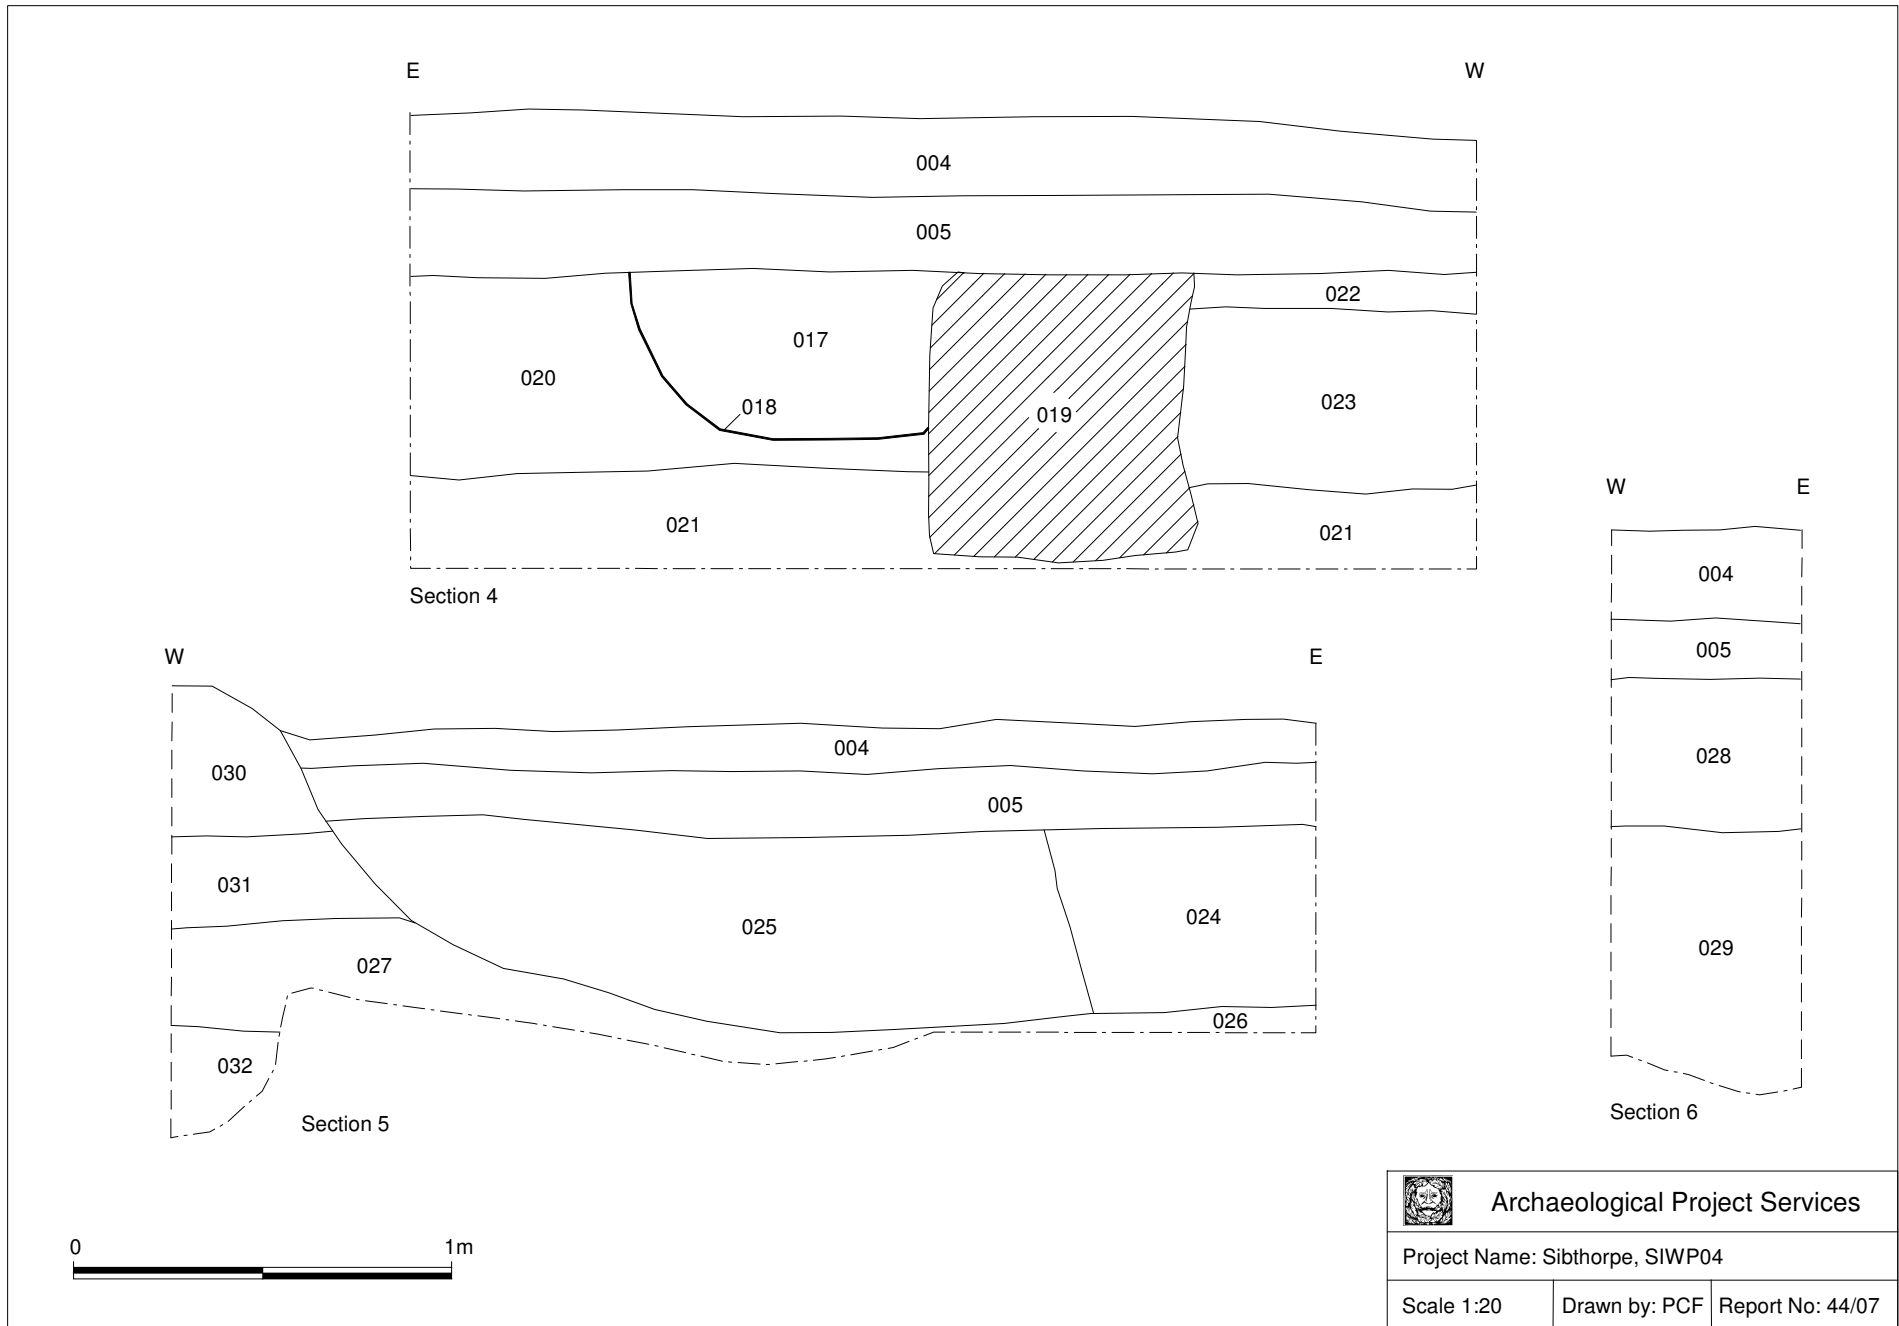 E
W
004
005
022
017
020
018
019
023
021
021
Section 4
W
E
004
005
028
029
Section 6
W
E
030
004
005
031
025
024
027
026
032
Section 5
0
1m
Archaeological Project Services
Project Name: Sibthorpe, SIWP04
Scale 1:20
Drawn by: PCF
Report No: 44/07